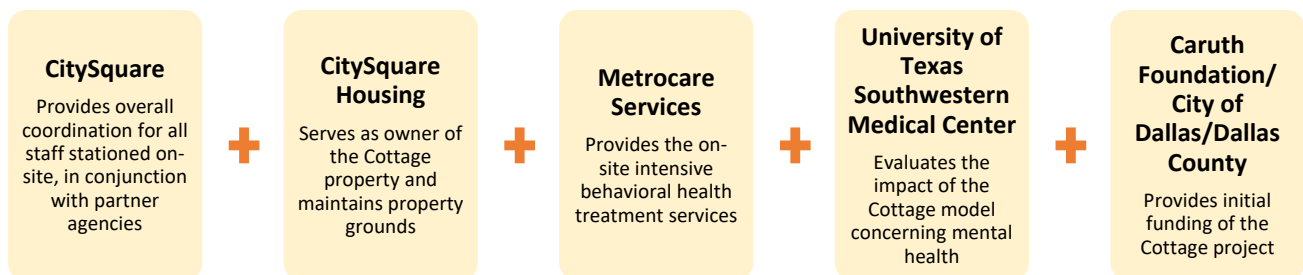 CitySquare
Provides overall
coordination for all
staff stationed on-
site, in conjunction
with partner
agencies
CitySquare
Housing
Serves as owner of
the Cottage
property and
maintains property
grounds
Metrocare
Services
Provides the on-
site intensive
behavioral health
treatment services
University of
Texas
Southwestern
Medical Center
Evaluates the
impact of the
Cottage model
concerning mental
health
Caruth
Foundation/
City of
Dallas/Dallas
County
Provides initial
funding of the
Cottage project